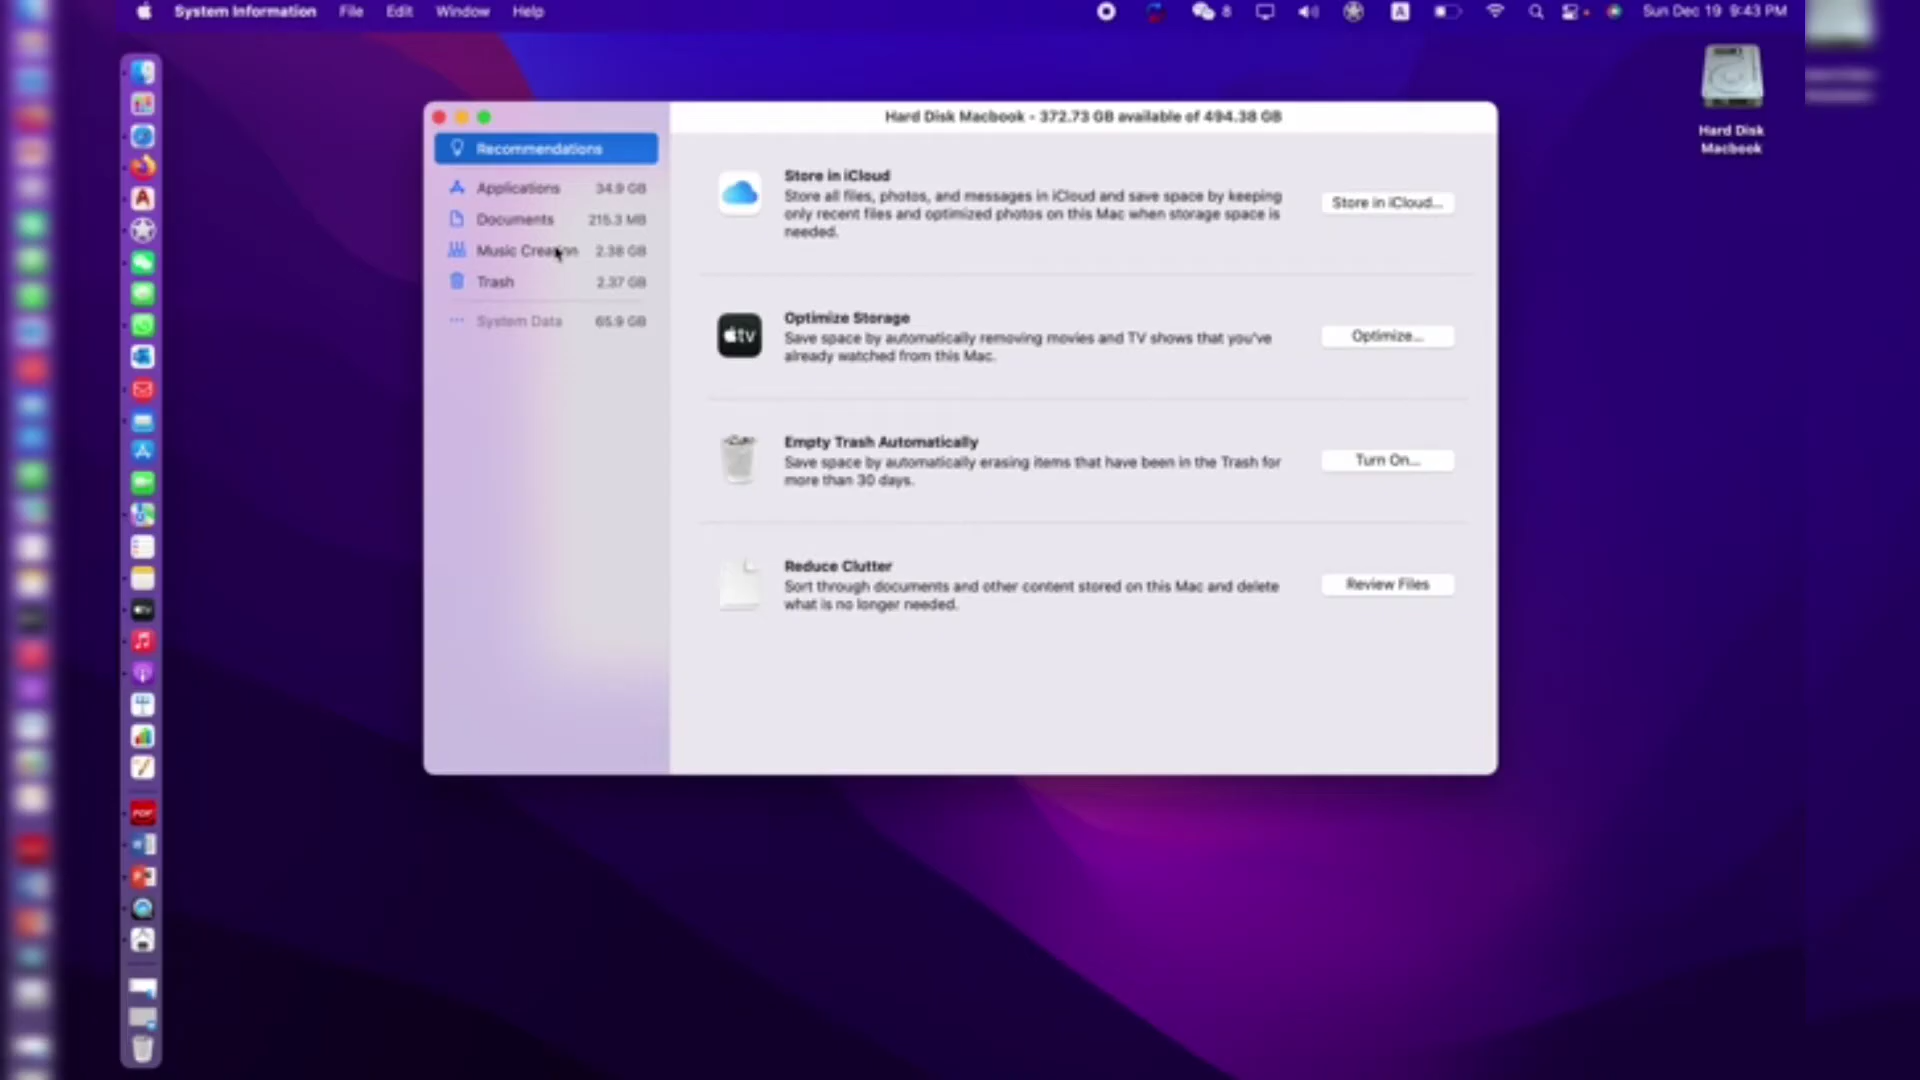 System Information File Edit Window Help
8 A Sun Dec 19 9:43 PM
Hard Disk
Macbook
Hard Disk Macbook - 372.73 GB available of 494.38 GB
Recommendations
Applications 34.9 GB
Documents 215.3 MB
Music Creation 2.38 GB
Trash 2.37 GB
System Data 65.9 GB
Store in iCloud
Store all files, photos, and messages in iCloud and save space by keeping
only recent files and optimized photos on this Mac when storage space is
needed.
Store in iCloud...
tv
Optimize Storage
Save space by automatically removing movies and TV shows that you've
already watched from this Mac.
Optimize...
Empty Trash Automatically
Save space by automatically erasing items that have been in the Trash for
more than 30 days.
Turn On...
Reduce Clutter
Sort through documents and other content stored on this Mac and delete
what is no longer needed.
Review Files
PDF